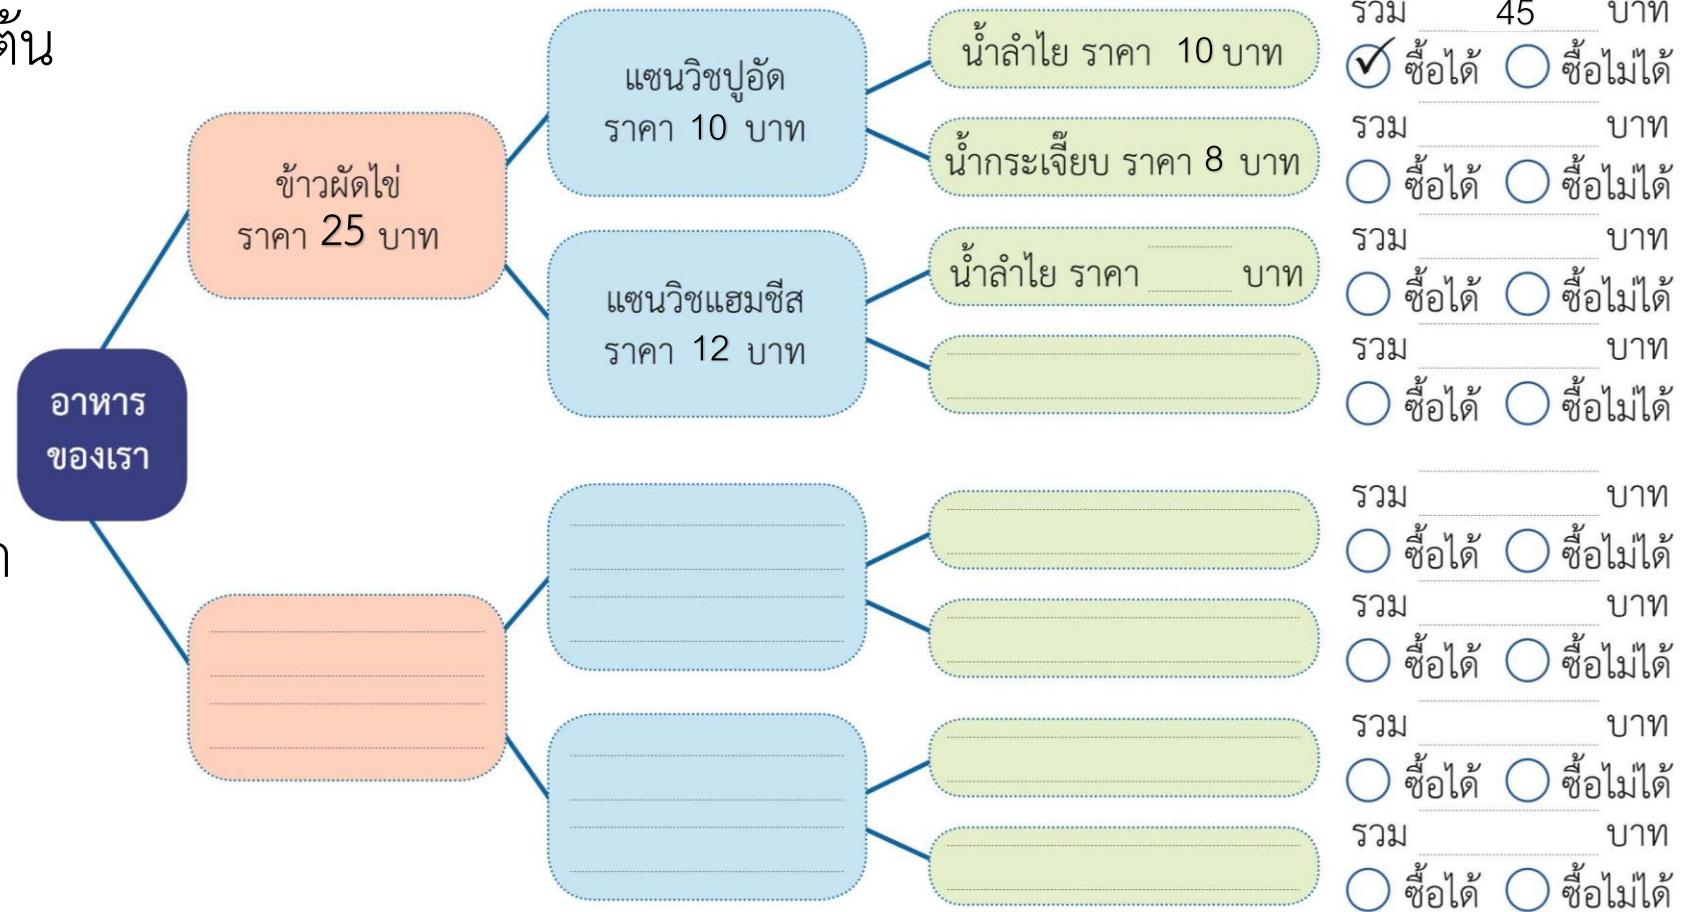 ต้น
อาหาร
ของเรา
ข้าวผัดไข่
ราคา 25 บาท
แซนวิชปูอัด
ราคา 10 บาท
น้ำลำไย ราคา 10 บาท
รวม 45 บาท
ซื้อได้ ซื้อไม่ได้
น้ำกระเจี๊ยบ ราคา 8 บาท
รวม บาท
ซื้อได้ ซื้อไม่ได้
แซนวิชแฮมชีส
ราคา 12 บาท
น้ำลำไย ราคา บาท
รวม บาท
ซื้อได้ ซื้อไม่ได้
รวม บาท
ซื้อได้ ซื้อไม่ได้
รวม บาท
ซื้อได้ ซื้อไม่ได้
รวม บาท
ซื้อได้ ซื้อไม่ได้
รวม บาท
ซื้อได้ ซื้อไม่ได้
รวม บาท
ซื้อได้ ซื้อไม่ได้